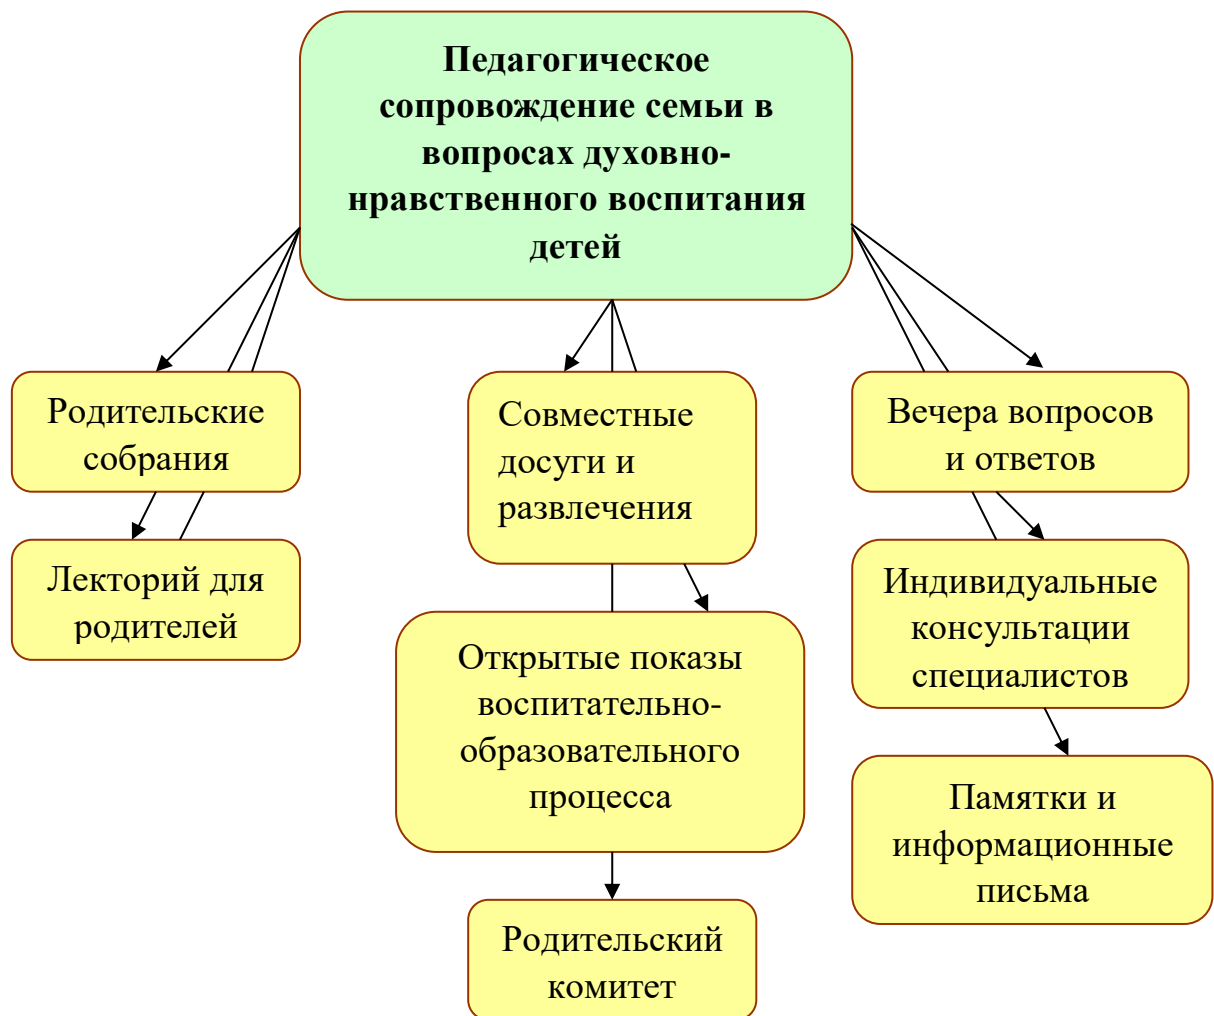 Педагогическое
сопровождение семьи в
вопросах духовно-
нравственного воспитания
детей
Родительские
собрания
Лекторий для
родителей
Совместные
досуги и
развлечения
Открытые показы
воспитательно-
образовательного
процесса
Родительский
комитет
Вечера вопросов
и ответов
Индивидуальные
консультации
специалистов
Памятки и
информационные
письма